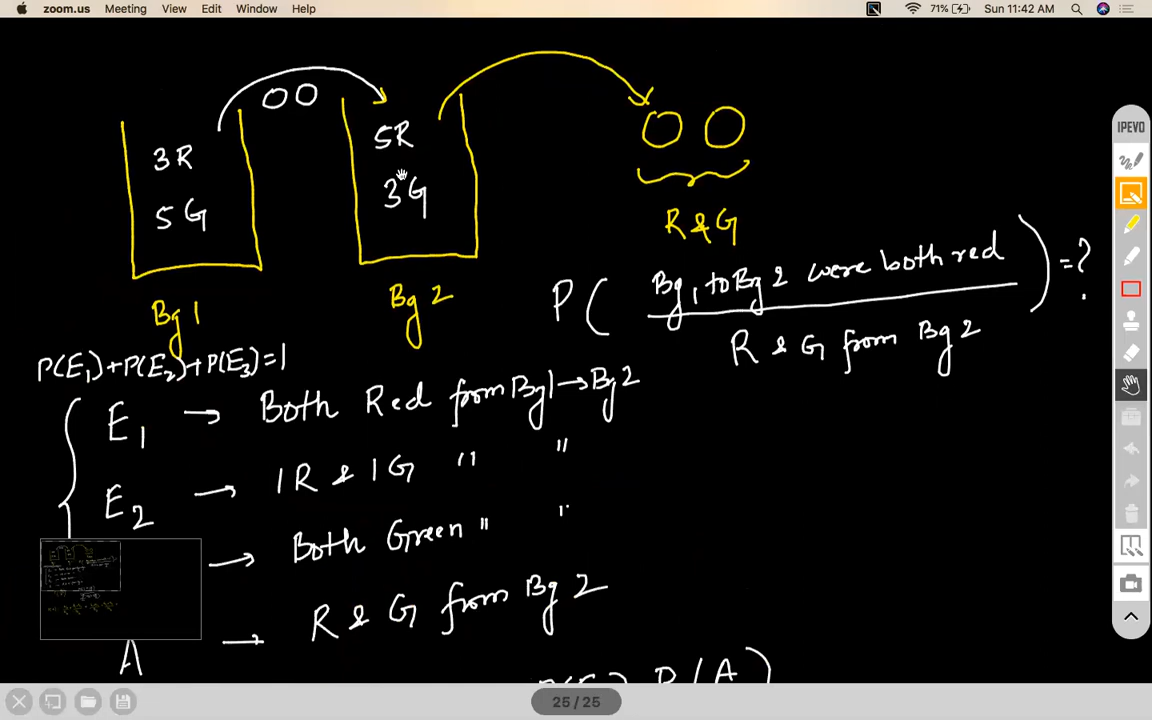 zoom.us Meeting View Edit Window Help 71% Sun 11:42 AM
IPEVO
3R
5G
Bg 1
5R
3G
Bg 2
R & G
P( Bg1 to Bg 2 were both red / R & G from Bg 2 ) = ?
P(E1)+P(E2)+P(E3)=1
E1 → Both Red from Bg1→Bg2
E2 → 1R & 1G " "
→ Both Green " "
A → R & G from Bg 2
25 / 25